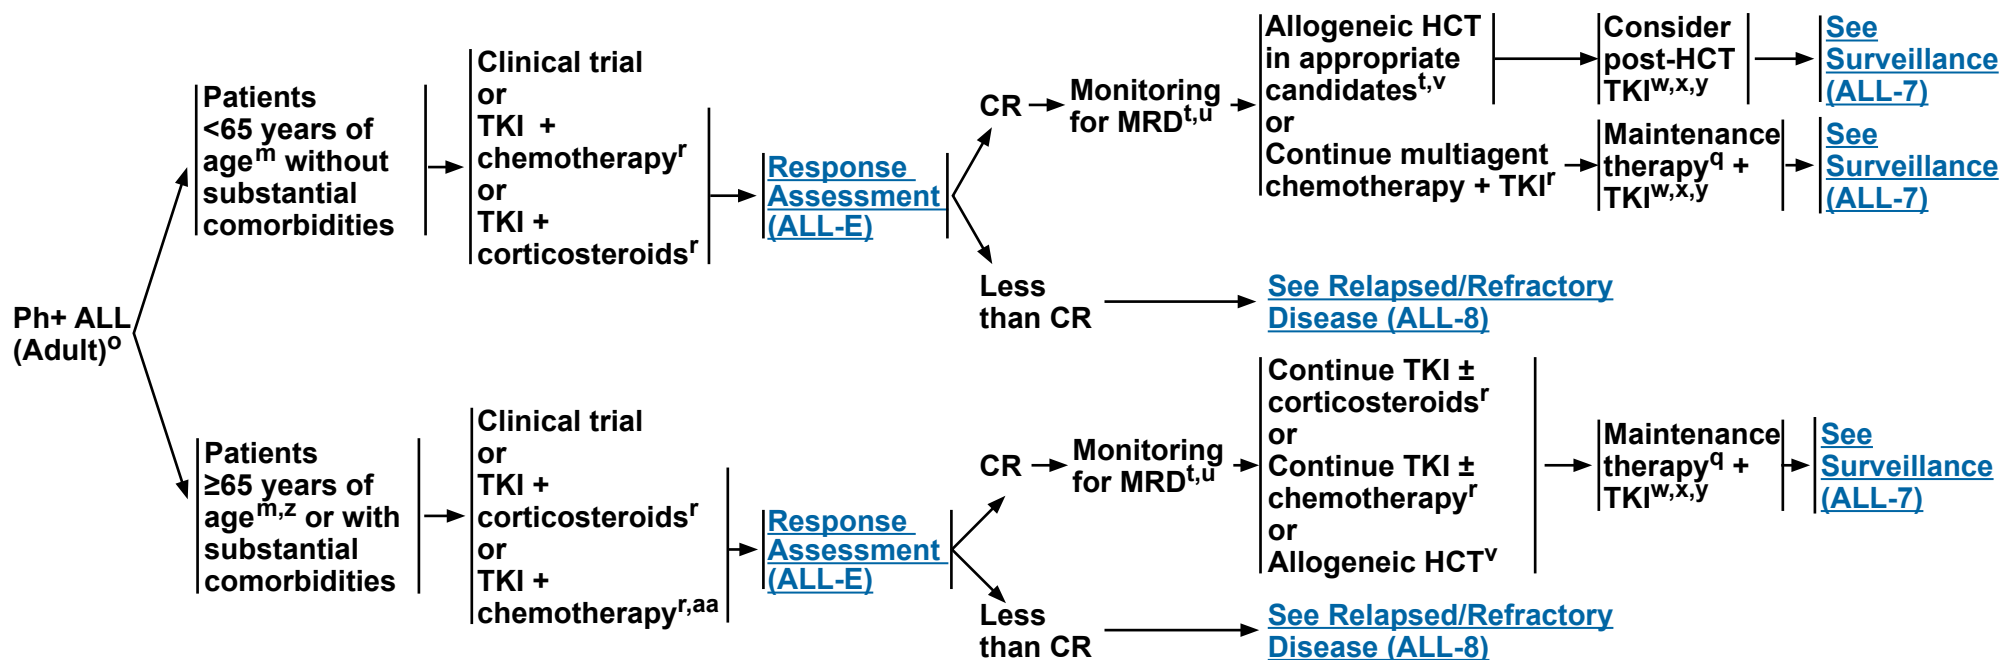 Ph+ ALL
(Adult)o
Patients
<65 years of
agem without
substantial
comorbidities
Clinical trial
or
TKI +
chemotherapyr
or
TKI +
corticosteroidsr
Response
Assessment
(ALL-E)
CR
Monitoring
for MRDt,u
Allogeneic HCT
in appropriate
candidatest,v
or
Continue multiagent
chemotherapy + TKIr
Consider
post-HCT
TKIw,x,y
See
Surveillance
(ALL-7)
Maintenance
therapyq +
TKIw,x,y
See
Surveillance
(ALL-7)
Less
than CR
See Relapsed/Refractory
Disease (ALL-8)
Patients
≥65 years of
agem,z or with
substantial
comorbidities
Clinical trial
or
TKI +
corticosteroidsr
or
TKI +
chemotherapyr,aa
Response
Assessment
(ALL-E)
CR
Monitoring
for MRDt,u
Continue TKI ±
corticosteroidsr
or
Continue TKI ±
chemotherapyr
or
Allogeneic HCTv
Maintenance
therapyq +
TKIw,x,y
See
Surveillance
(ALL-7)
Less
than CR
See Relapsed/Refractory
Disease (ALL-8)